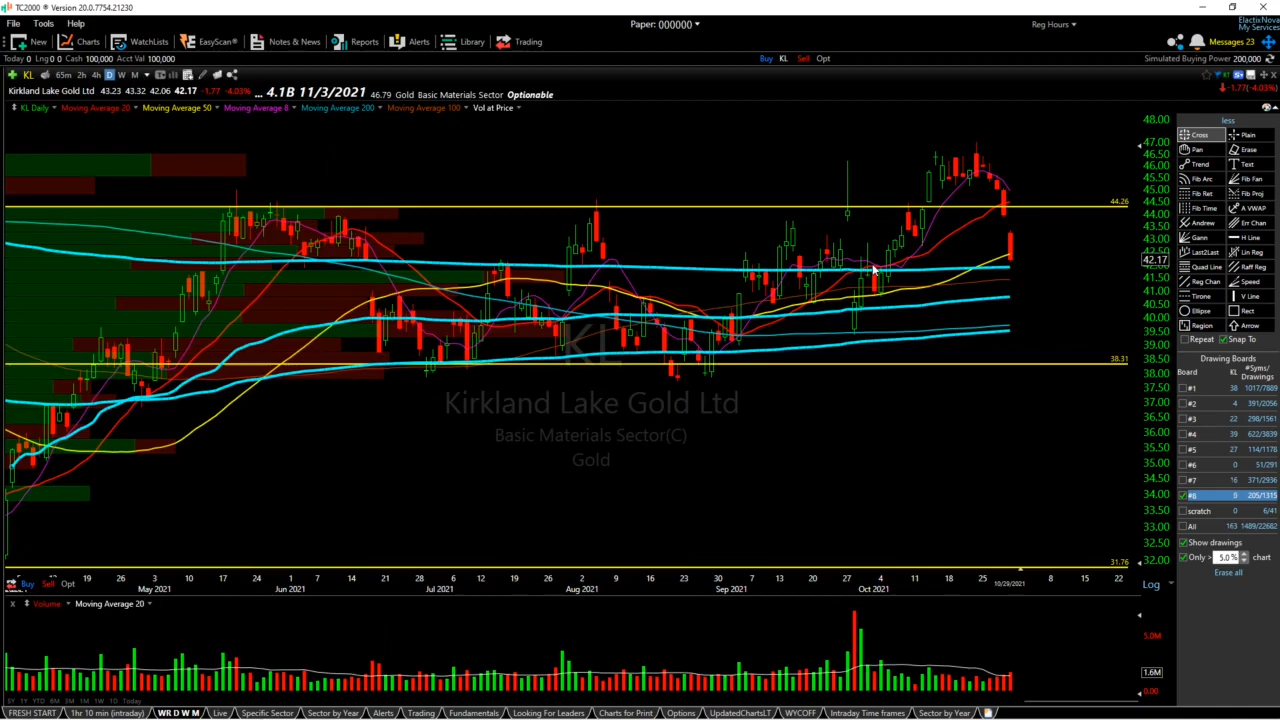 TC2000 ® Version 20.0.7754.21230
File Tools Help
Paper: 000000
Reg Hours
ElactixNova
My Services
New Charts WatchLists EasyScan® Notes & News Reports Alerts Library Trading
Messages 23
Today 0 Lng 0 0 Cash 100,000 Acct Val 100,000
Buy KL Sell Opt
Simulated Buying Power 200,000
KL 65m 2h 4h D W M
Kirkland Lake Gold Ltd 43.23 43.32 42.06 42.17 -1.77 -4.03% ... 4.1B 11/3/2021 46.79 Gold Basic Materials Sector Optionable
-1.77(-4.03%)
KL Daily Moving Average 20 Moving Average 50 Moving Average 8 Moving Average 200 Moving Average 100 Vol at Price
48.00
47.00
46.50
46.00
45.50
45.00
44.50
44.00
43.50
43.00
42.50
42.17
41.50
41.00
40.50
40.00
39.50
39.00
38.50
38.00
37.50
37.00
36.50
36.00
35.50
35.00
34.50
34.00
33.50
33.00
32.50
32.00
44.26
38.31
31.76
KL
Kirkland Lake Gold Ltd
Basic Materials Sector(C)
Gold
less
Cross Plain
Pan Erase
Trend Text
Fib Arc Fib Fan
Fib Ret Fib Proj
Fib Time A VWAP
Andrew Err Chan
Gann H Line
Last2Last Lin Reg
Quad Line Raff Reg
Reg Chan Speed
Tirone V Line
Ellipse Rect
Region Arrow
Repeat Snap To
Drawing Boards
Board KL #Syms/
Drawings
#1 38 1017/7889
#2 4 391/2056
#3 22 298/1561
#4 39 622/3839
#5 27 114/1178
#6 0 51/291
#7 16 371/2936
#8 9 205/1315
scratch 0 6/41
All 163 1489/22682
Show drawings
Only > 5.0 % chart
Erase all
Buy Sell Opt
19 26 3 10 17 24 1 7 14 21 28 6 12 19 26 2 9 16 23 30 7 13 20 27 4 11 18 25 8 15 22
May 2021 Jun 2021 Jul 2021 Aug 2021 Sep 2021 Oct 2021 10/29/2021
Log
X Volume Moving Average 20
5.0M
1.6M
0.00
5Y 1Y YTD 6M 3M 1M 1W 1D Today
FRESH START 1hr 10 min (intraday) WR D W M Live Specific Sector Sector by Year Alerts Trading Fundamentals Looking For Leaders Charts for Print Options UpdatedChartsLT WYCOFF Intraday Time frames Sector by Year